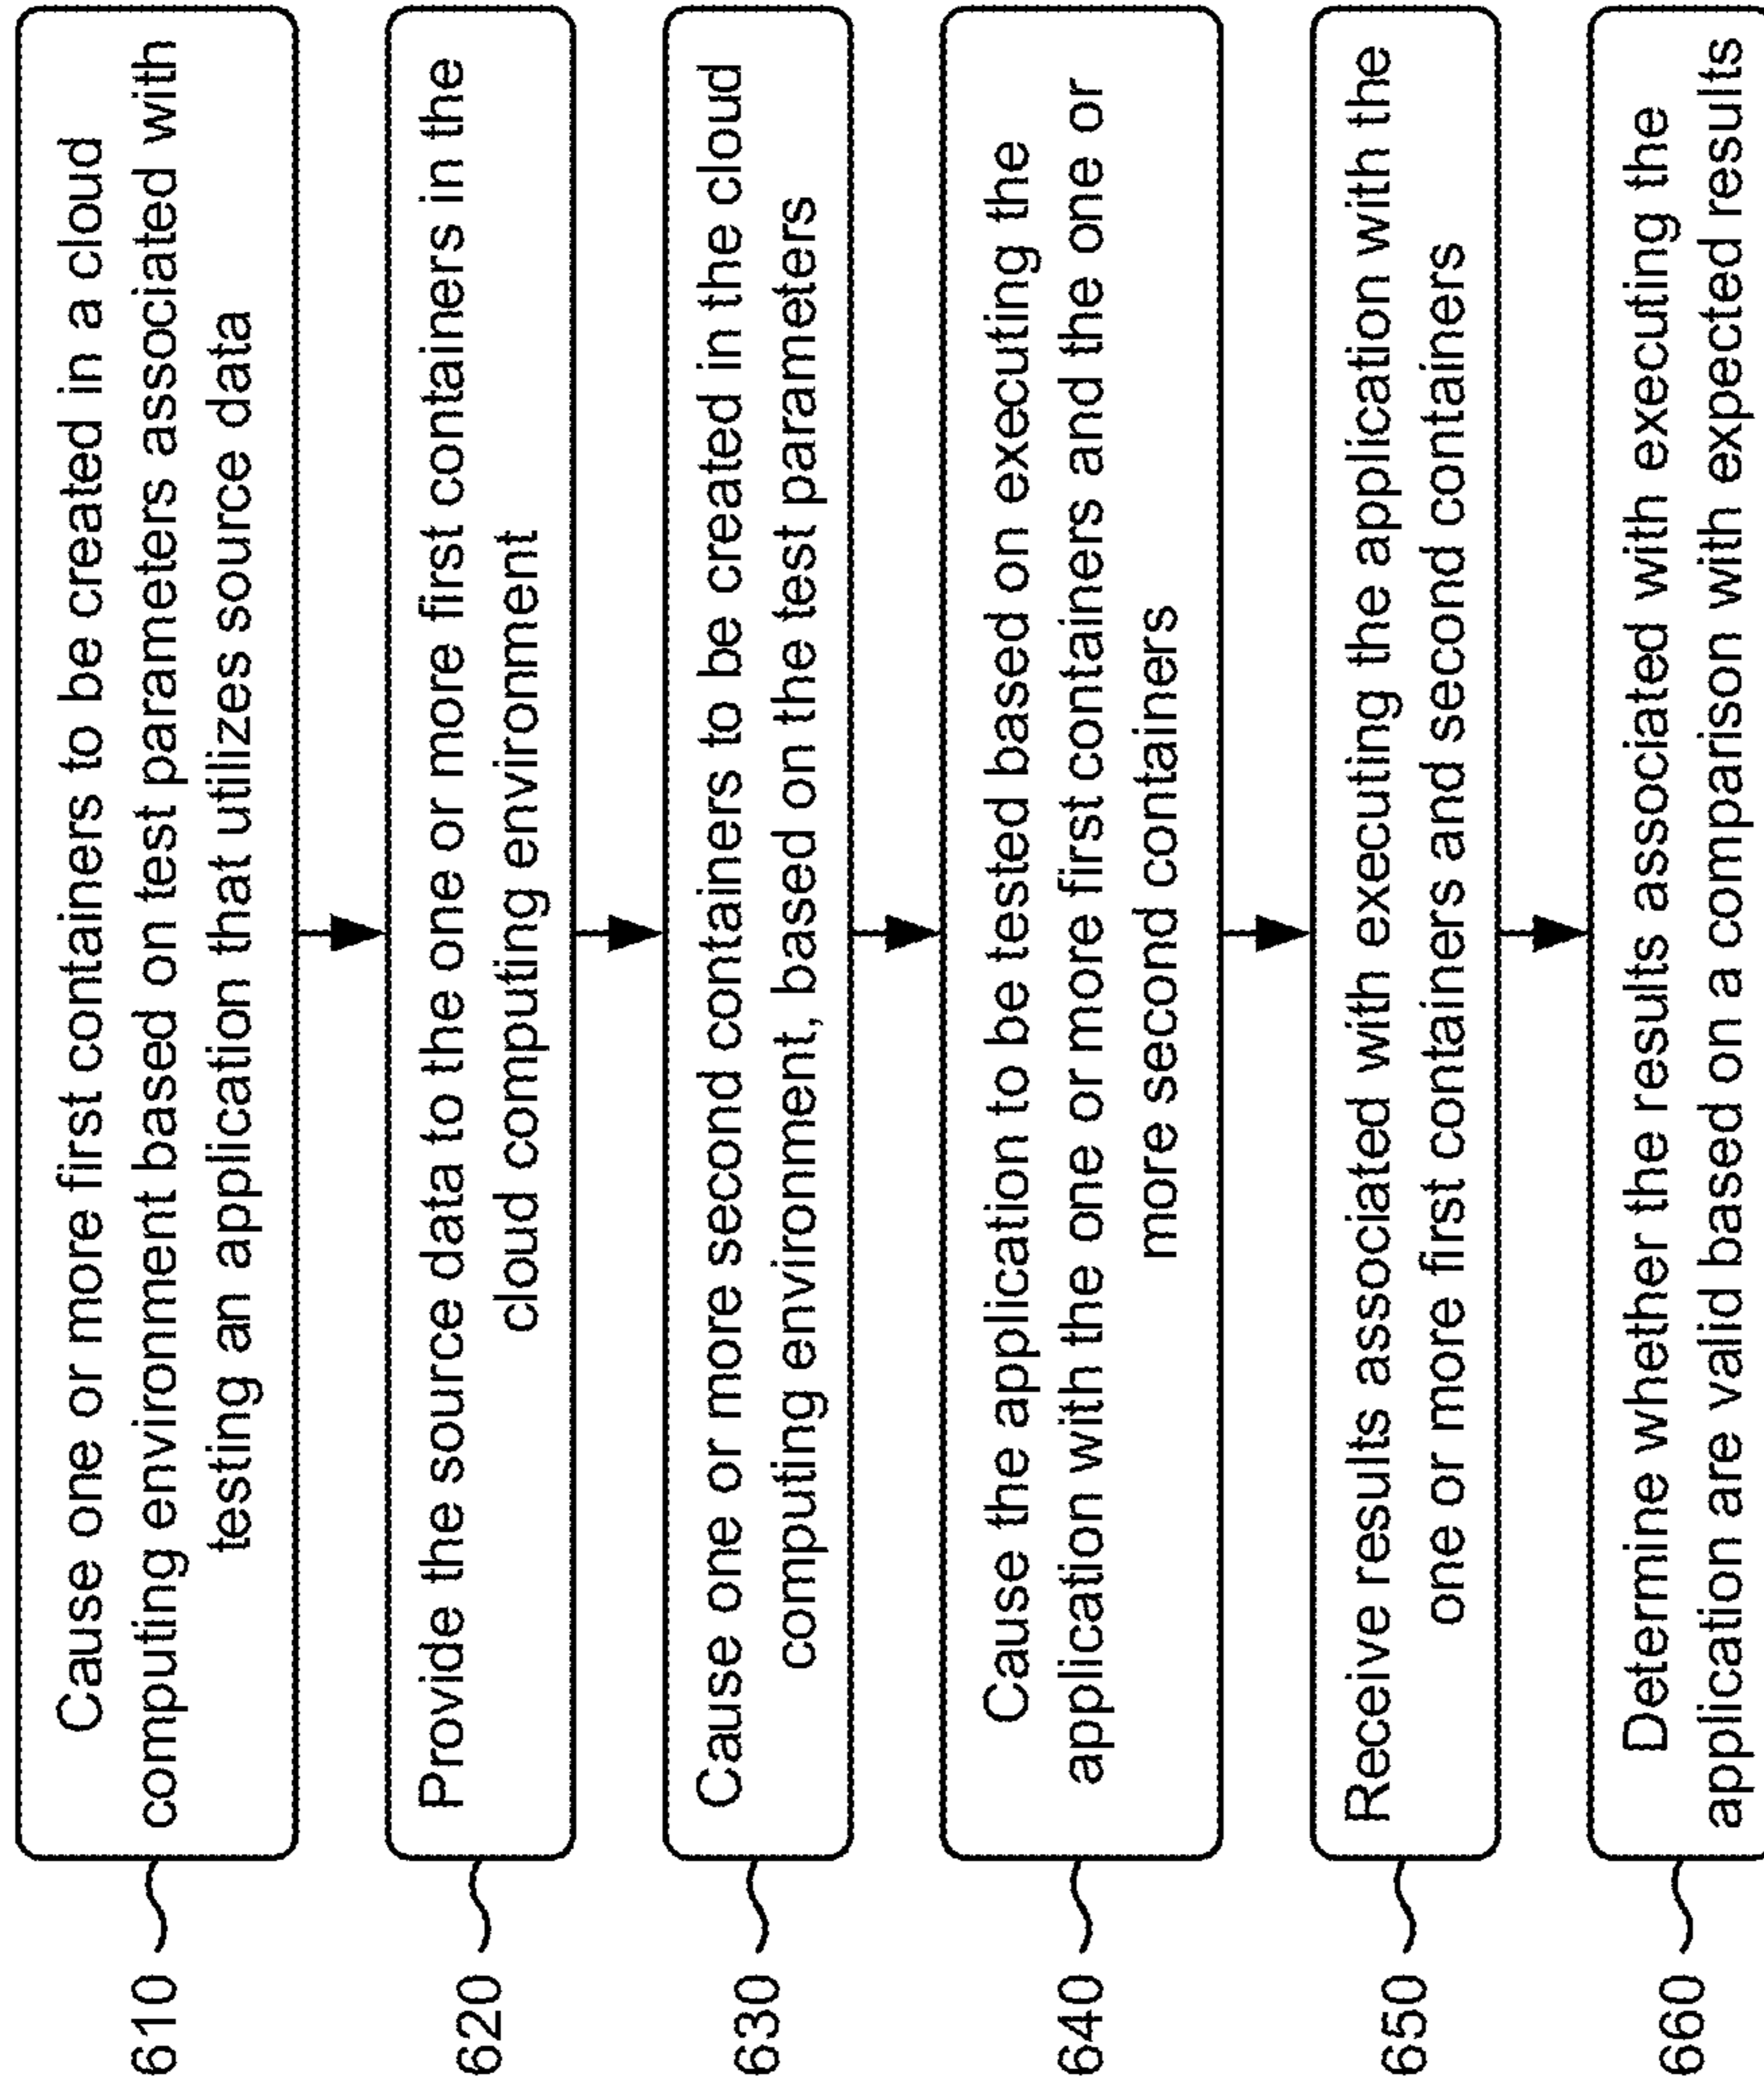 610
Cause one or more first containers to be created in a cloud
computing environment based on test parameters associated with
testing an application that utilizes source data
620
Provide the source data to the one or more first containers in the
cloud computing environment
630
Cause one or more second containers to be created in the cloud
computing environment, based on the test parameters
640
Cause the application to be tested based on executing the
application with the one or more first containers and the one or
more second containers
650
Receive results associated with executing the application with the
one or more first containers and second containers
660
Determine whether the results associated with executing the
application are valid based on a comparison with expected results